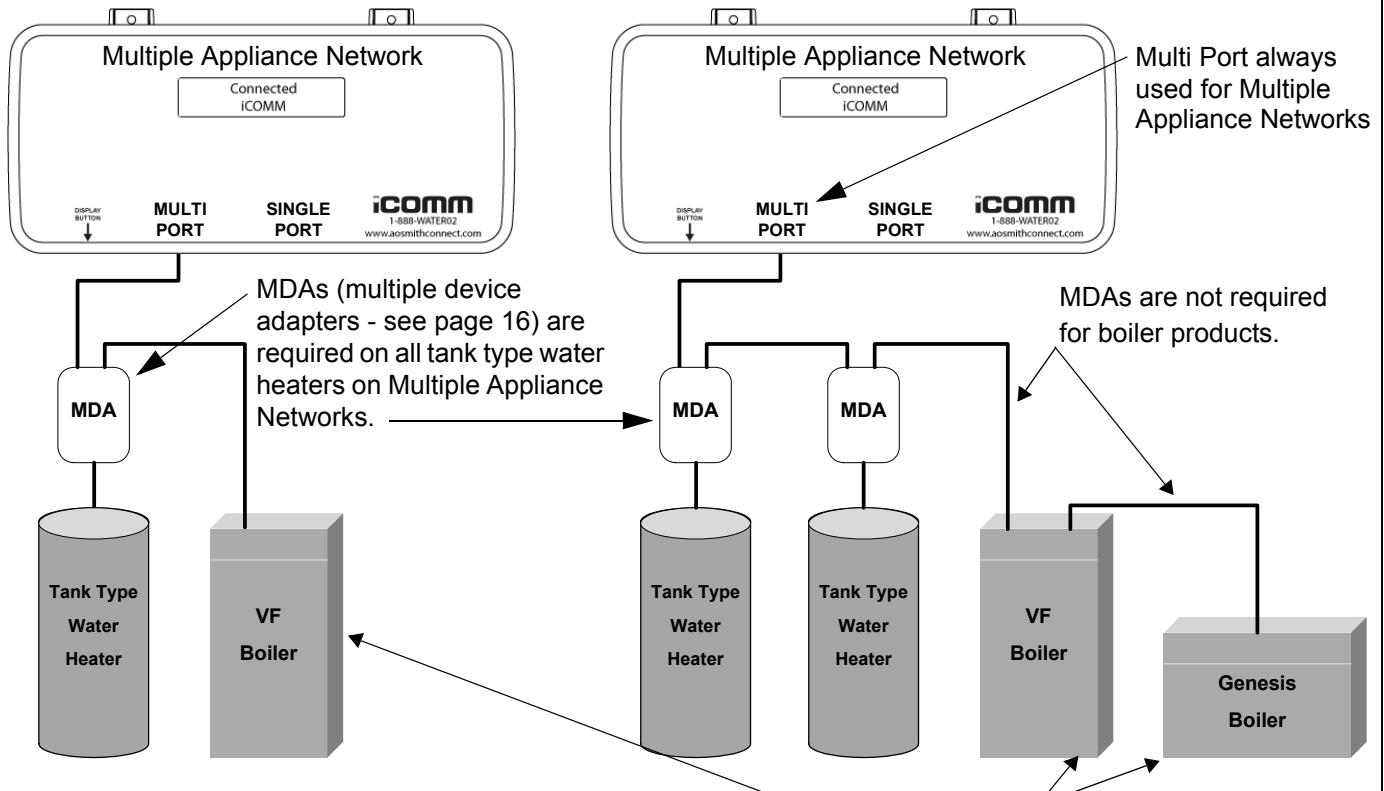 Multiple Appliance Network
Connected
iCOMM
DISPLAY
BUTTON
MULTI
PORT
SINGLE
PORT
iCOMM
1-888-WATER02
www.aosmithconnect.com
Multiple Appliance Network
Connected
iCOMM
DISPLAY
BUTTON
MULTI
PORT
SINGLE
PORT
iCOMM
1-888-WATER02
www.aosmithconnect.com
Multi Port always
used for Multiple
Appliance Networks
MDAs (multiple device
adapters - see page 16) are
required on all tank type water
heaters on Multiple Appliance
Networks.
MDAs are not required
for boiler products.
MDA
MDA
MDA
Tank Type
Water
Heater
VF
Boiler
Tank Type
Water
Heater
Tank Type
Water
Heater
VF
Boiler
Genesis
Boiler